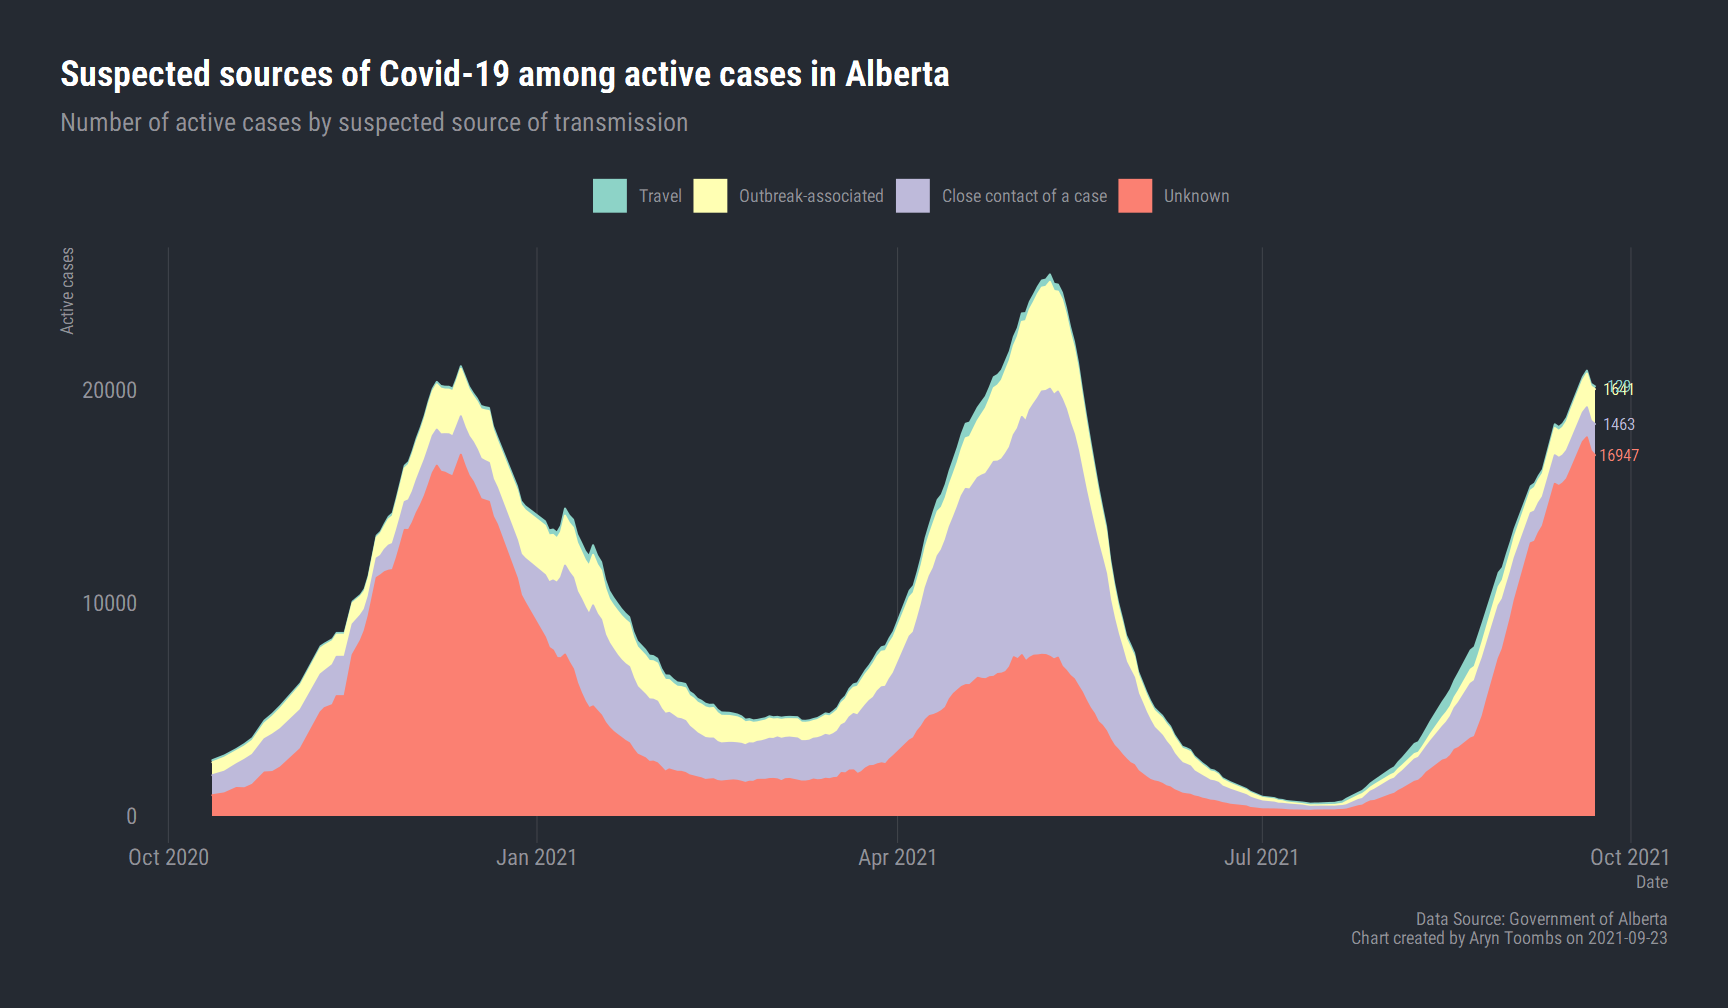 Suspected sources of Covid-19 among active cases in Alberta
Number of active cases by suspected source of transmission
Travel
Outbreak-associated
Close contact of a case
Unknown
Active cases
20000
10000
0
129
1641
1463
16947
Oct 2020
Jan 2021
Apr 2021
Jul 2021
Oct 2021
Date
Data Source: Government of Alberta
Chart created by Aryn Toombs on 2021-09-23